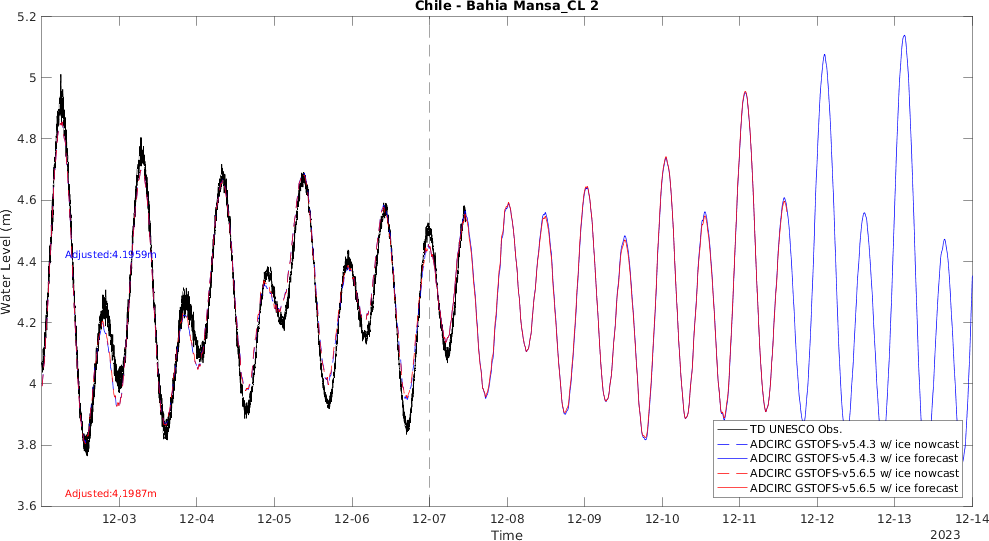 Chile - Bahia Mansa_CL 2
5.2
5
4.8
4.6
4.4
4.2
4
3.8
3.6
Water Level (m)
Adjusted:4.1959m
Adjusted:4.1987m
TD UNESCO Obs.
ADCIRC GSTOFS-v5.4.3 w/ ice nowcast
ADCIRC GSTOFS-v5.4.3 w/ ice forecast
ADCIRC GSTOFS-v5.6.5 w/ ice nowcast
ADCIRC GSTOFS-v5.6.5 w/ ice forecast
12-03 12-04 12-05 12-06 12-07 12-08 12-09 12-10 12-11 12-12 12-13 12-14
Time
2023